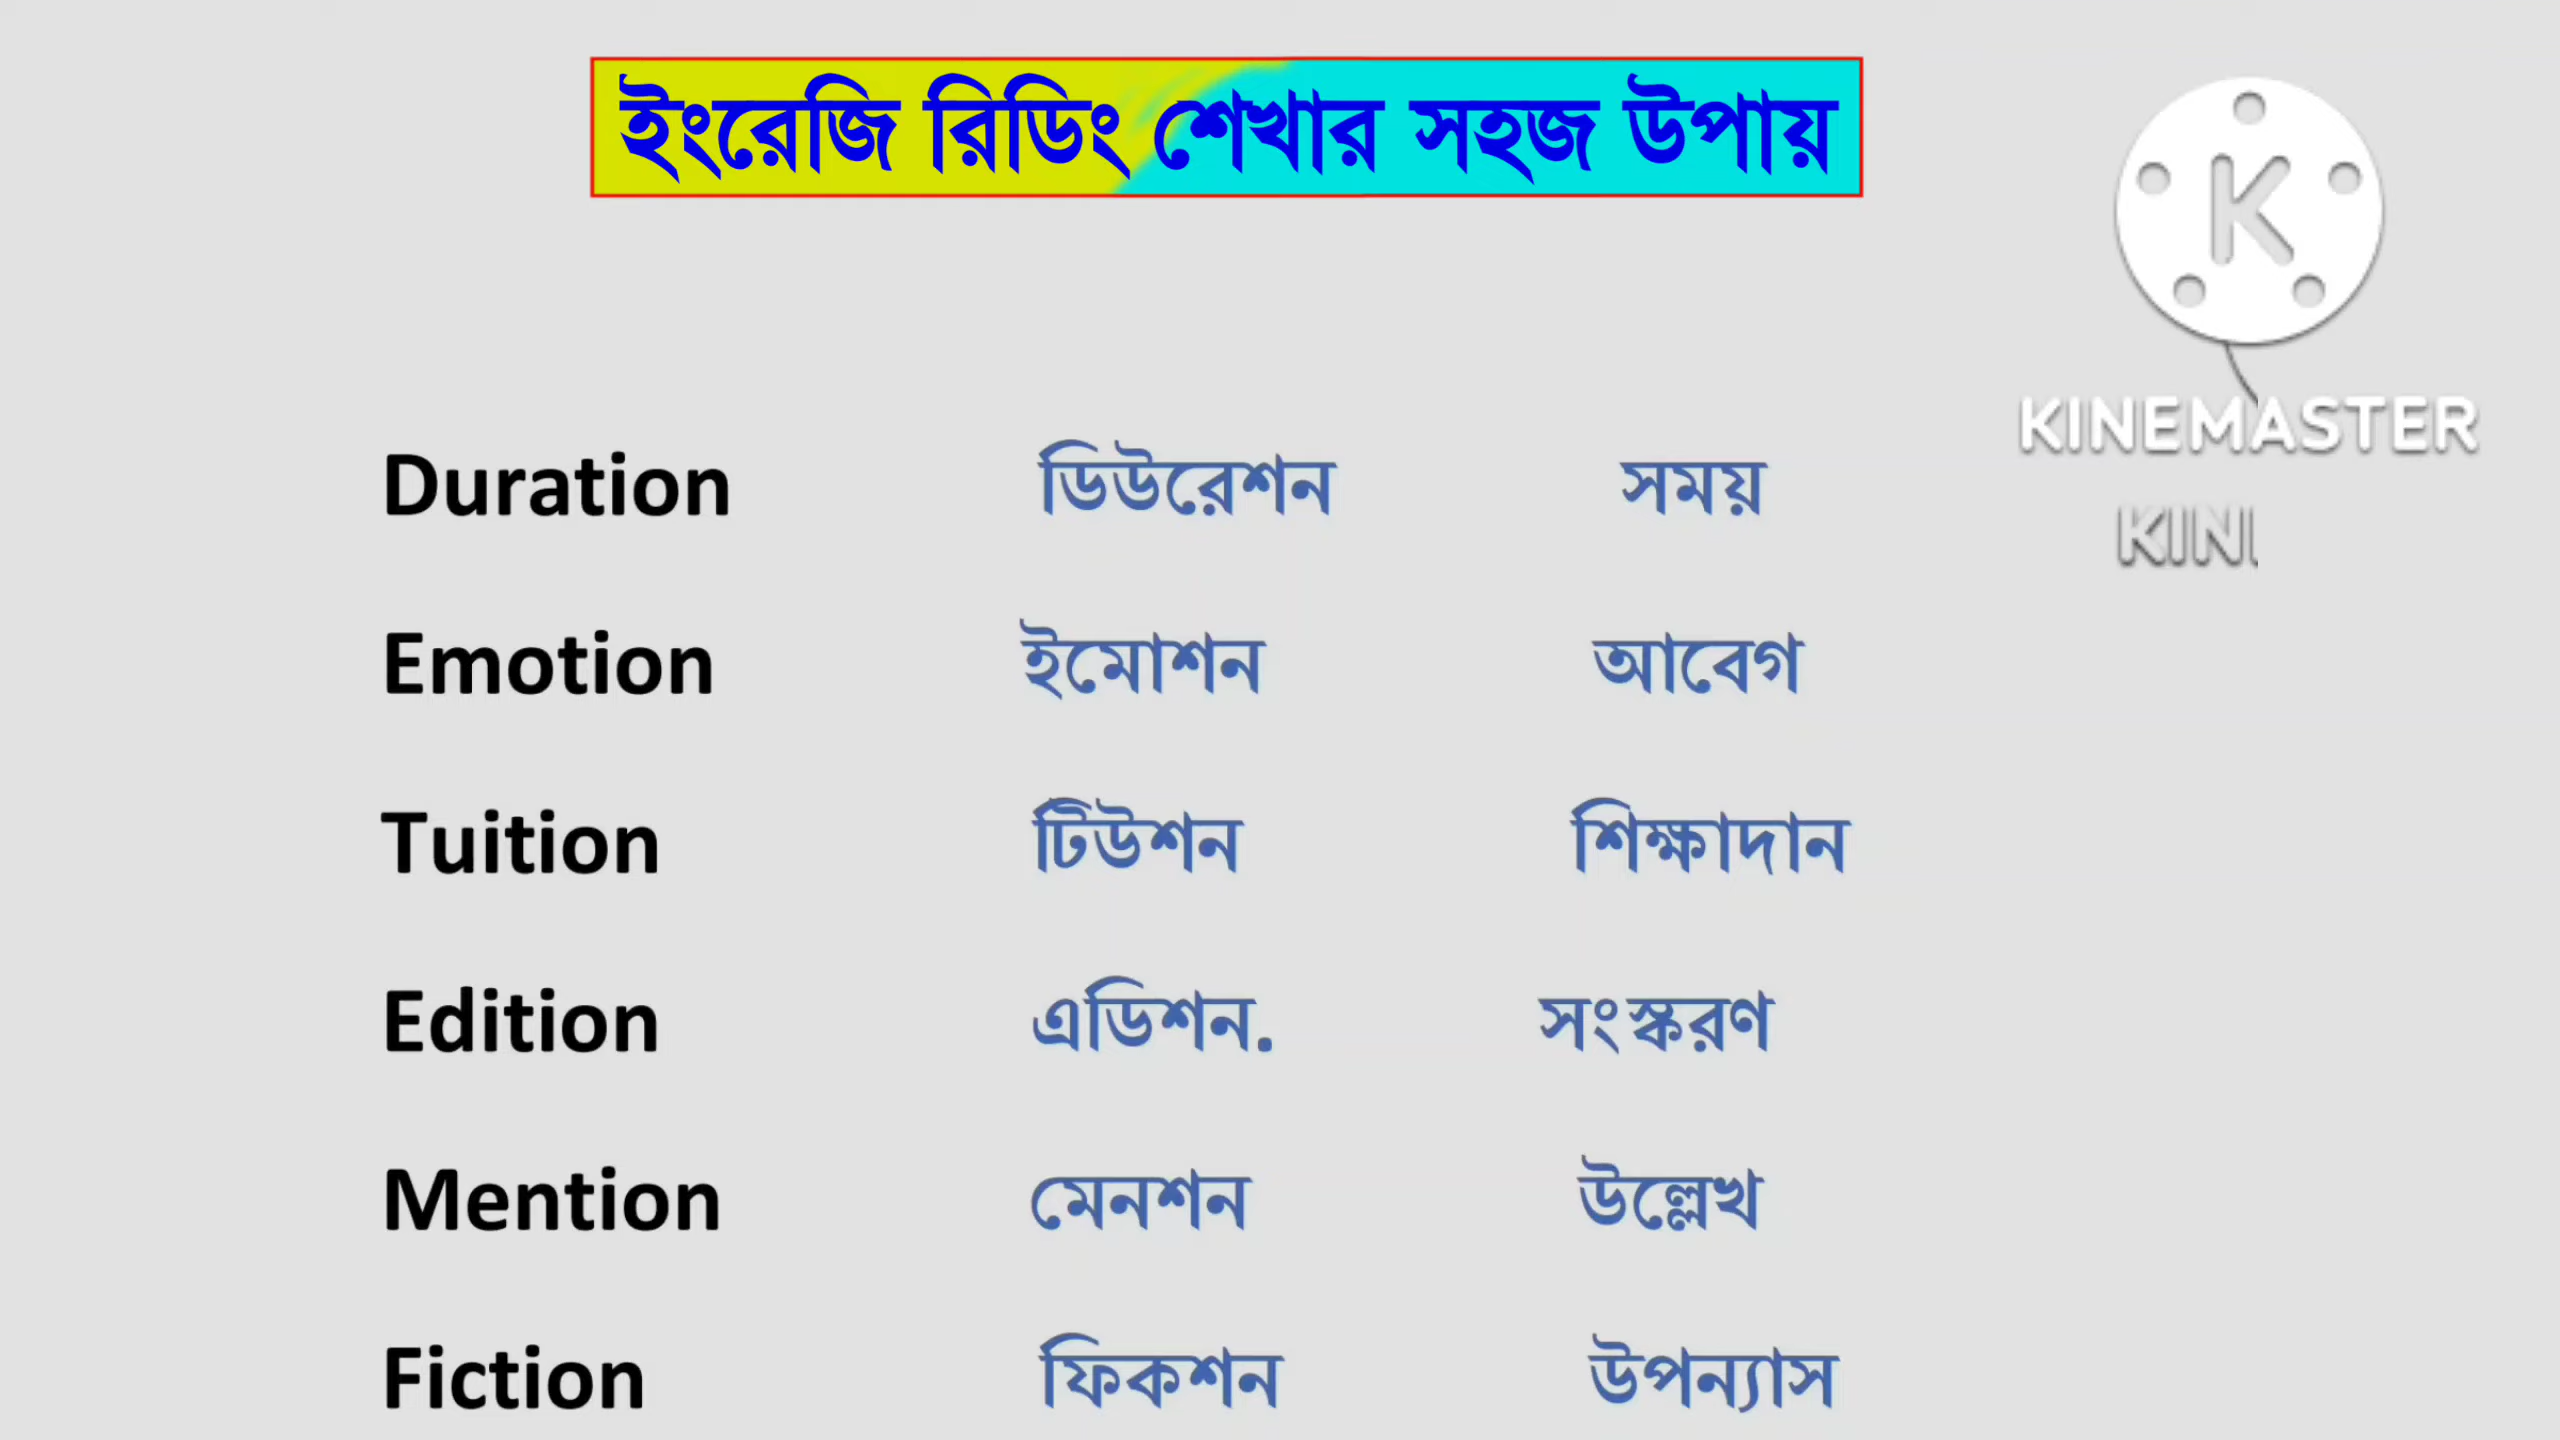 ইংরেজি রিডিং শেখার সহজ উপায়
KINEMASTER
KIN
Duration ডিউরেশন সময়
Emotion ইমোশন আবেগ
Tuition টিউশন শিক্ষাদান
Edition এডিশন. সংস্করণ
Mention মেনশন উল্লেখ
Fiction ফিকশন উপন্যাস